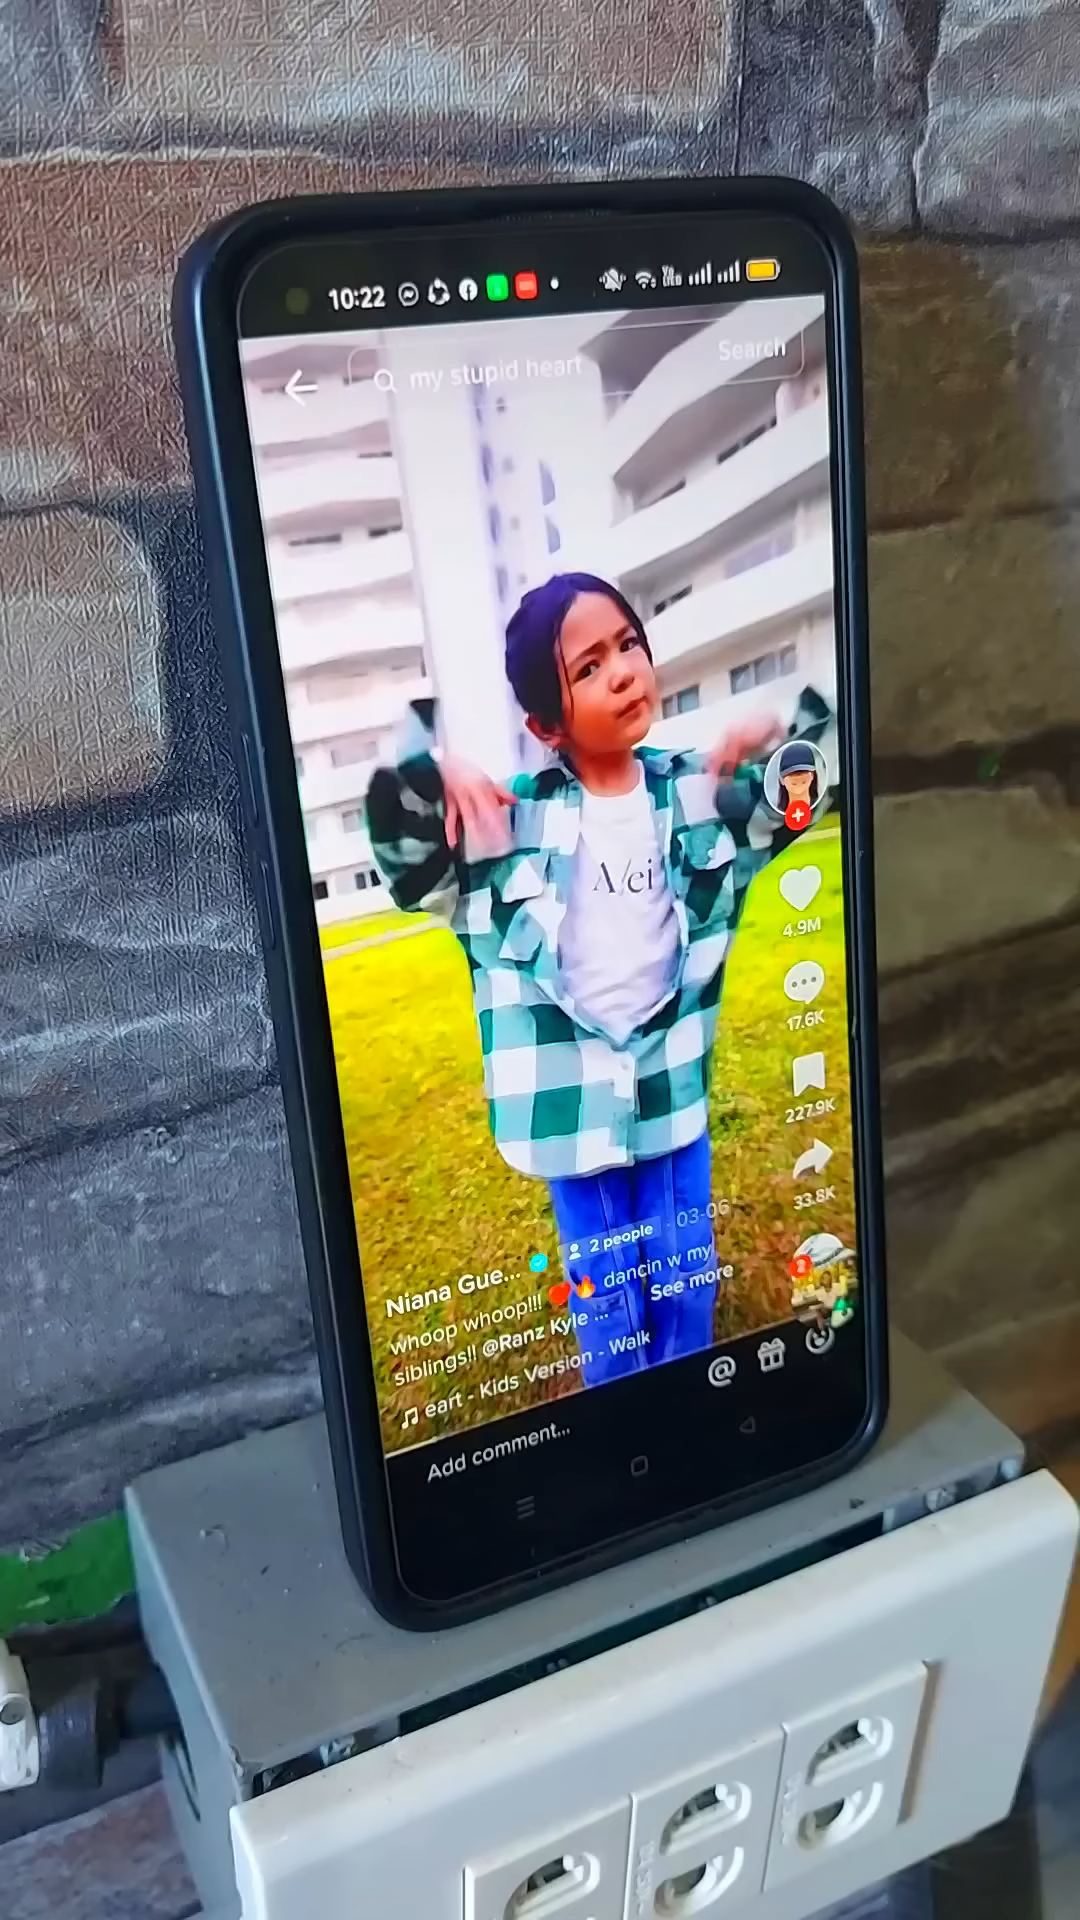 10:22
my stupid heart Search
A/ei
4.9M
17.6K
227.9K
33.8K
Niana Gue... 2 people · 03-06
whoop whoop!!! ❤️🔥 dancin w my
siblings!! @Ranz Kyle ... See more
eart - Kids Version - Walk
Add comment...